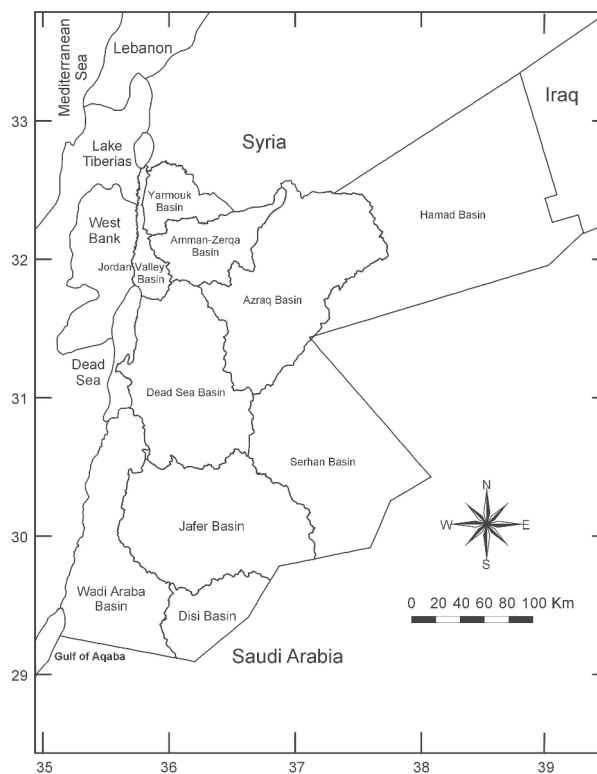 Lebanon
Mediterranean
Sea
Iraq
33
Syria
Lake
Tiberias
Yarmouk
Basin
Hamad Basin
West
Bank
Amman-Zerqa
Basin
32
Jordan Valley
Basin
Azraq Basin
Dead
Sea
Dead Sea Basin
31
Serhan Basin
N
W
E
S
Jafer Basin
30
Wadi Araba
Basin
Disi Basin
0 20 40 60 80 100 Km
Gulf of Aqaba
Saudi Arabia
29
35 36 37 38 39